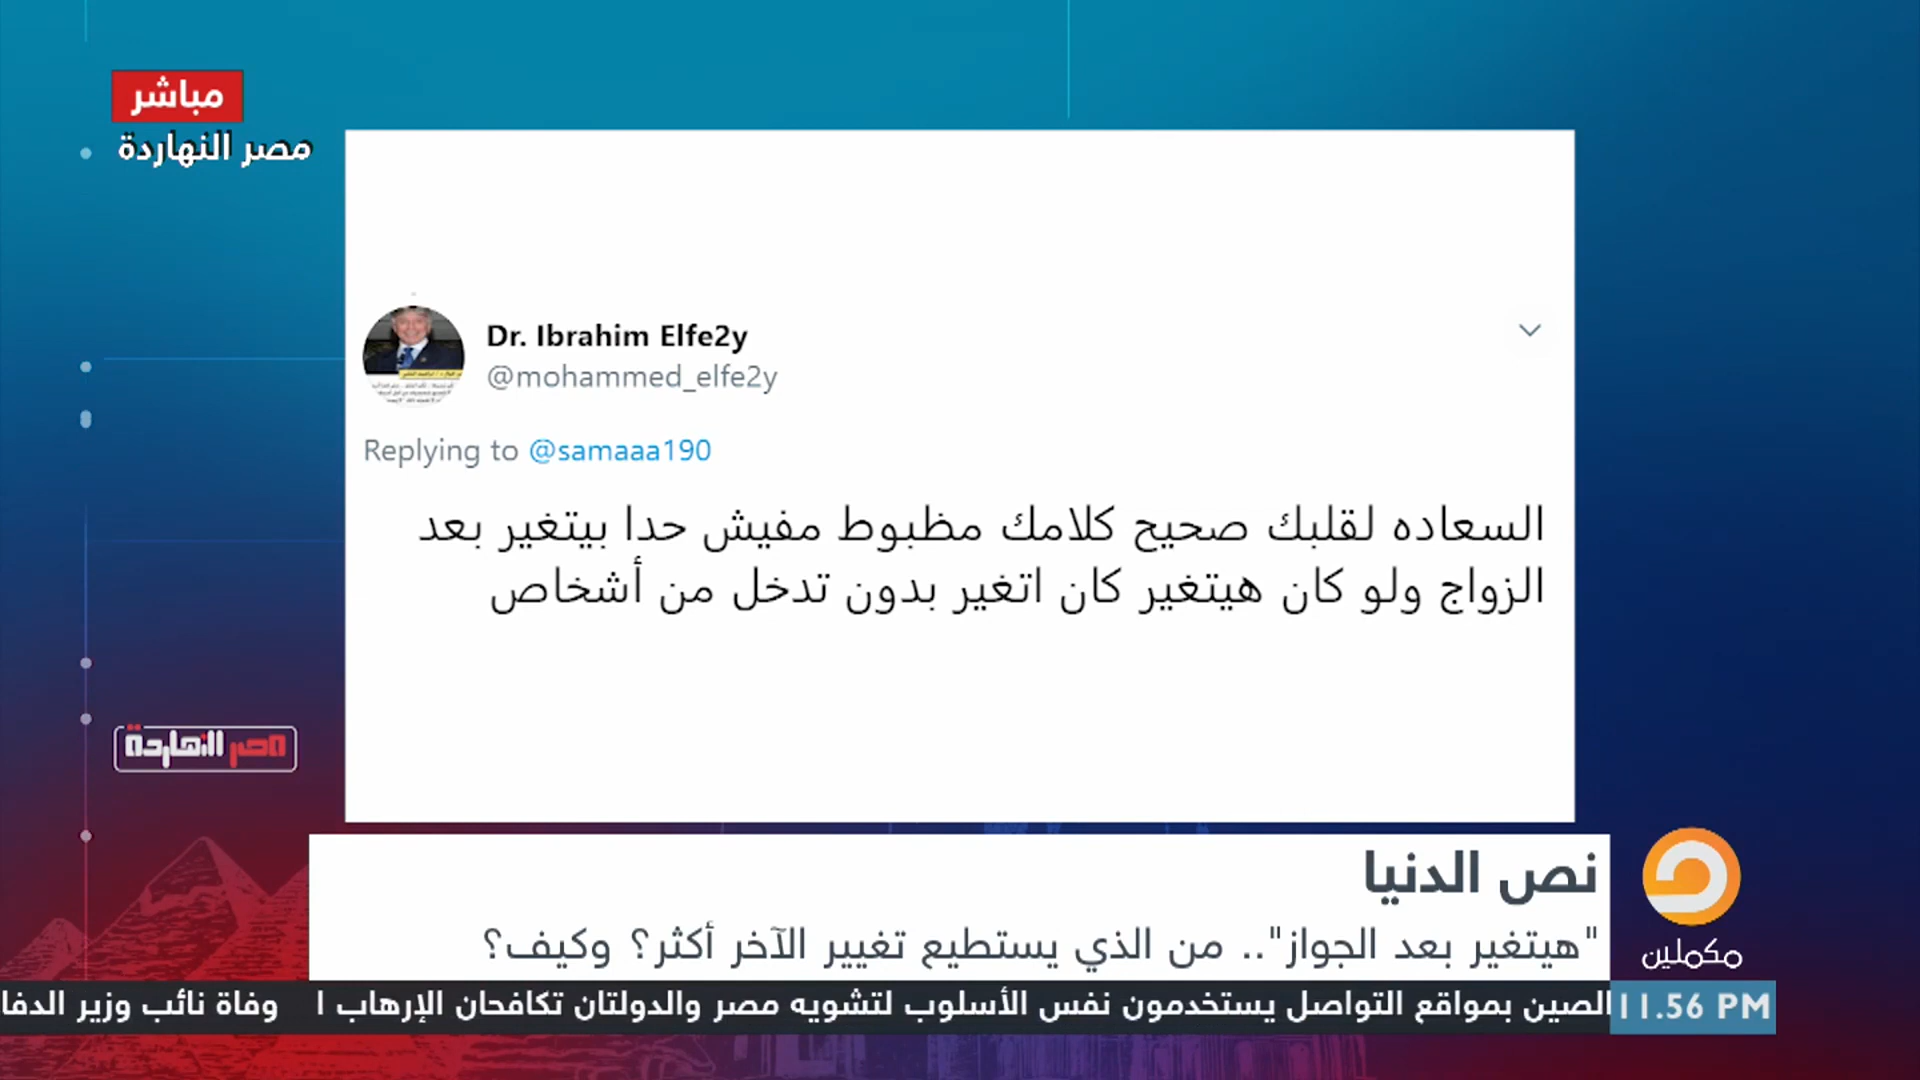 مباشر
مصر النهاردة
Dr. Ibrahim Elfe2y
@mohammed_elfe2y
Replying to @samaaa190
السعاده لقلبك صحيح كلامك مظبوط مفيش حدا بيتغير بعد
الزواج ولو كان هيتغير كان اتغير بدون تدخل من أشخاص
مصر النهاردة
نص الدنيا
"هيتغير بعد الجواز".. من الذي يستطيع تغيير الآخر أكثر؟ وكيف؟
مكملين
الصين بمواقع التواصل يستخدمون نفس الأسلوب لتشويه مصر والدولتان تكافحان الإرهاب ا وفاة نائب وزير الدفا
11.56 PM